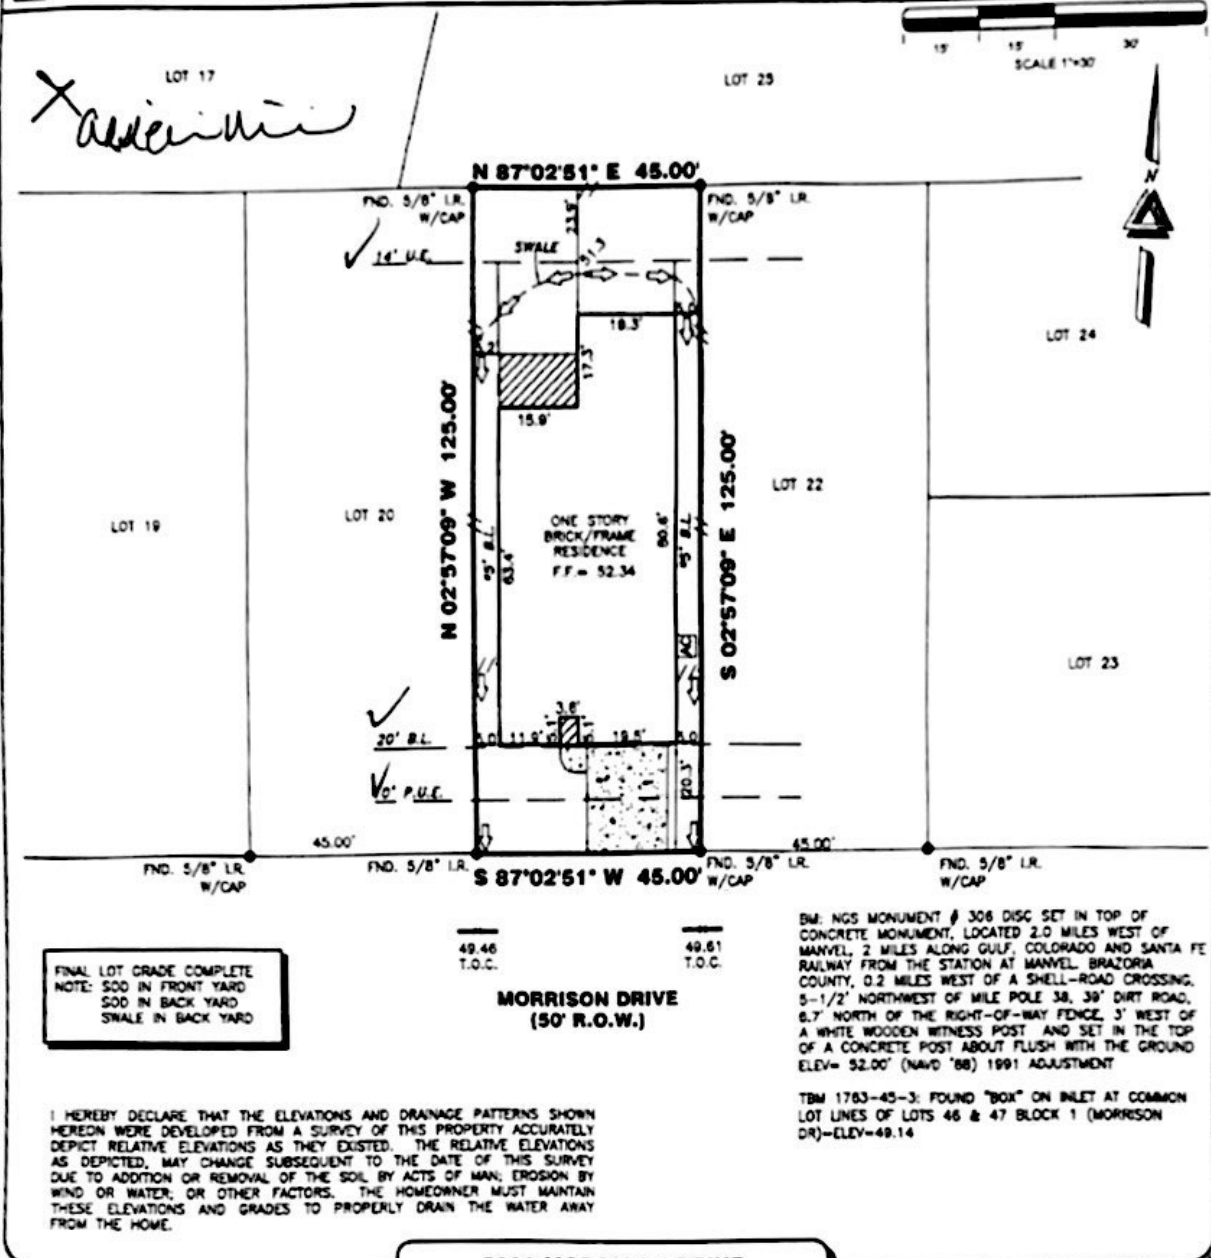 15' 15' 30'
SCALE 1"=30'
LOT 17
LOT 25
N 87°02'51" E 45.00'
FND. 5/8" I.R.
W/CAP
FND. 5/8" I.R.
W/CAP
N
23.9'
14' U.E.
SWALE
31.3
18.3'
17.3'
15.9'
LOT 24
LOT 19
LOT 20
LOT 22
LOT 23
N 02°57'09" W 125.00'
S 02°57'09" E 125.00'
5' B.L.
63.4'
ONE STORY
BRICK/FRAME
RESIDENCE
F.F.= 52.34
80.6'
5' B.L.
AC
3.6'
20' B.L.
5.0 11.9' 5.1' 5.1' 19.5' 5.0
20.3'
0' P.U.E.
45.00'
45.00'
FND. 5/8" I.R.
W/CAP
FND. 5/8" I.R.
S 87°02'51" W 45.00'
FND. 5/8" I.R.
W/CAP
FND. 5/8" I.R.
W/CAP
49.46
T.O.C.
49.61
T.O.C.
MORRISON DRIVE
(50' R.O.W.)
FINAL LOT GRADE COMPLETE
NOTE: SOD IN FRONT YARD
SOD IN BACK YARD
SWALE IN BACK YARD
BM: NGS MONUMENT # 306 DISC SET IN TOP OF
CONCRETE MONUMENT, LOCATED 2.0 MILES WEST OF
MANVEL, 2 MILES ALONG GULF, COLORADO AND SANTA FE
RAILWAY FROM THE STATION AT MANVEL. BRAZORIA
COUNTY, 0.2 MILES WEST OF A SHELL-ROAD CROSSING,
5-1/2' NORTHWEST OF MILE POLE 38, 39' DIRT ROAD,
6.7' NORTH OF THE RIGHT-OF-WAY FENCE, 3' WEST OF
A WHITE WOODEN WITNESS POST AND SET IN THE TOP
OF A CONCRETE POST ABOUT FLUSH WITH THE GROUND
ELEV= 52.00' (NAVD '88) 1991 ADJUSTMENT
TBM 1763-45-3: FOUND "BOX" ON INLET AT COMMON
LOT LINES OF LOTS 46 & 47 BLOCK 1 (MORRISON
DR)-ELEV=49.14
I HEREBY DECLARE THAT THE ELEVATIONS AND DRAINAGE PATTERNS SHOWN
HEREON WERE DEVELOPED FROM A SURVEY OF THIS PROPERTY ACCURATELY
DEPICT RELATIVE ELEVATIONS AS THEY EXISTED. THE RELATIVE ELEVATIONS
AS DEPICTED, MAY CHANGE SUBSEQUENT TO THE DATE OF THIS SURVEY
DUE TO ADDITION OR REMOVAL OF THE SOIL BY ACTS OF MAN; EROSION BY
WIND OR WATER; OR OTHER FACTORS. THE HOMEOWNER MUST MAINTAIN
THESE ELEVATIONS AND GRADES TO PROPERLY DRAIN THE WATER AWAY
FROM THE HOME.